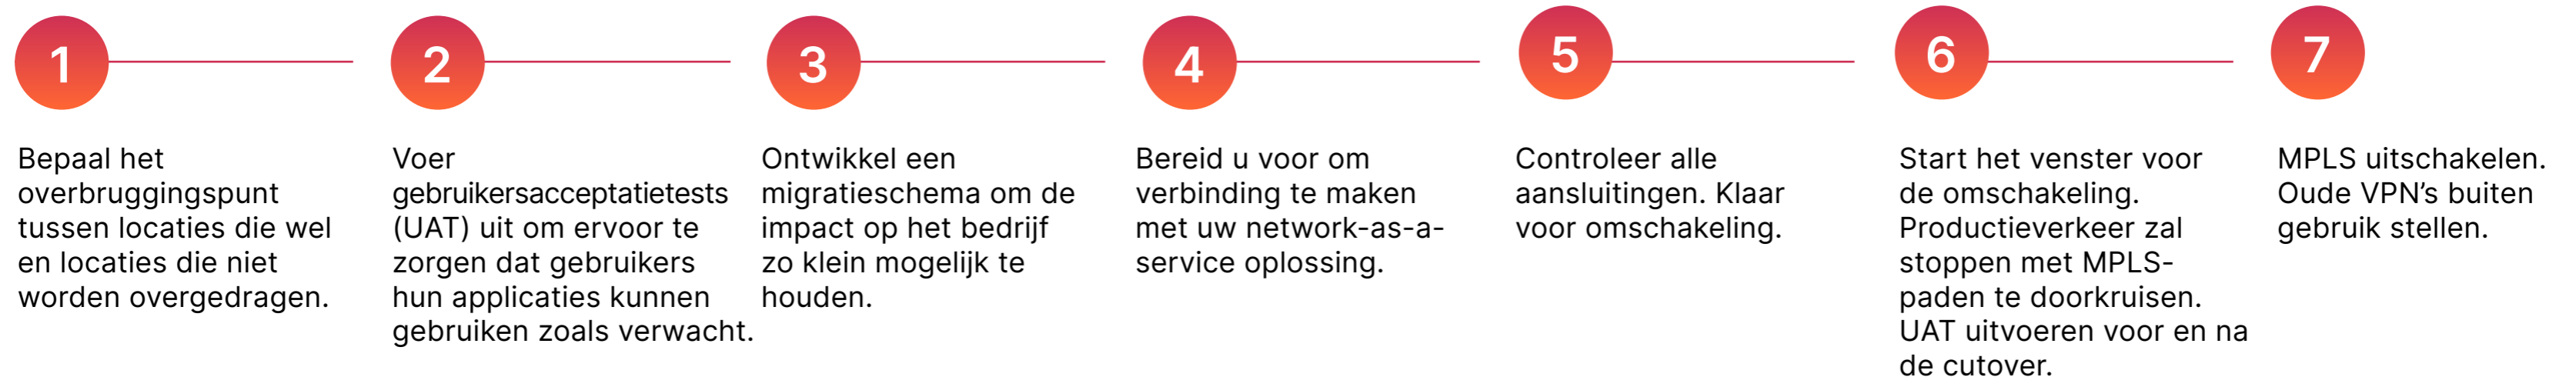 1
Bepaal het
overbruggingspunt
tussen locaties die wel
en locaties die niet
worden overgedragen.
2
Voer
gebruikersacceptatietests
(UAT) uit om ervoor te
zorgen dat gebruikers
hun applicaties kunnen
gebruiken zoals verwacht.
3
Ontwikkel een
migratieschema om de
impact op het bedrijf
zo klein mogelijk te
houden.
4
Bereid u voor om
verbinding te maken
met uw network-as-a-
service oplossing.
5
Controleer alle
aansluitingen. Klaar
voor omschakeling.
6
Start het venster voor
de omschakeling.
Productieverkeer zal
stoppen met MPLS-
paden te doorkruisen.
UAT uitvoeren voor en na
de cutover.
7
MPLS uitschakelen.
Oude VPN’s buiten
gebruik stellen.